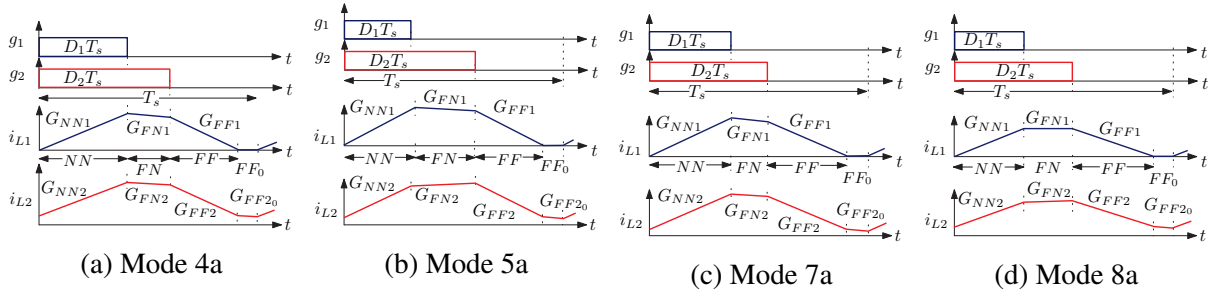 g1
D1Ts
t
g2
D2Ts
t
Ts
GNN1
GFN1
GFF1
iL1
t
NN
FN
FF
FF0
GNN2
GFN2
GFF2
GFF20
iL2
t
(a) Mode 4a
g1
D1Ts
t
g2
D2Ts
t
Ts
GNN1
GFN1
GFF1
iL1
t
NN
FN
FF
FF0
GNN2
GFN2
GFF2
GFF20
iL2
t
(b) Mode 5a
g1
D1Ts
t
g2
D2Ts
t
Ts
GNN1
GFN1
GFF1
iL1
t
NN
FN
FF
FF0
GNN2
GFN2
GFF2
GFF20
iL2
t
(c) Mode 7a
g1
D1Ts
t
g2
D2Ts
t
Ts
GNN1
GFN1
GFF1
iL1
t
NN
FN
FF
FF0
GNN2
GFN2
GFF2
GFF20
iL2
t
(d) Mode 8a